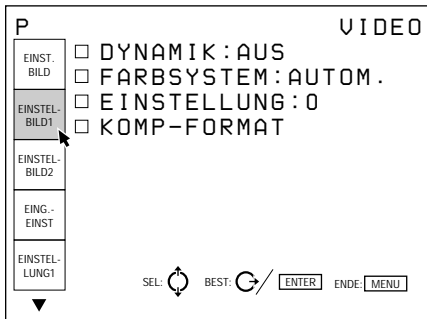 P VIDEO
EINST.
BILD
EINSTEL-
BILD1
EINSTEL-
BILD2
EING.-
EINST
EINSTEL-
LUNG1
□ DYNAMIK:AUS
□ FARBSYSTEM:AUTOM.
□ EINSTELLUNG:0
□ KOMP-FORMAT
SEL: BEST: / ENTER ENDE: MENU